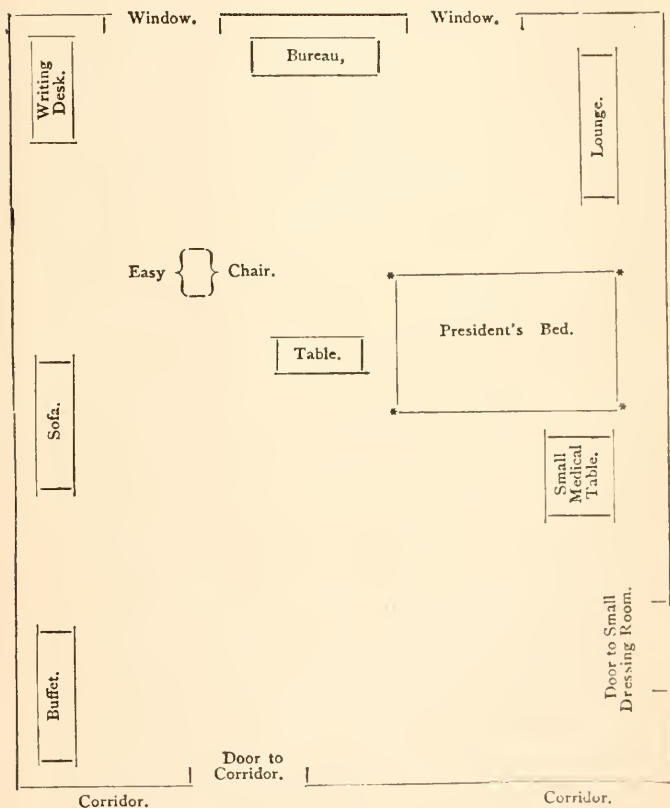 Window.
Window.
Writing
Desk.
Bureau,
Lounge.
Easy
Chair.
President's Bed.
Table.
Sofa.
Small
Medical
Table.
Door to Small
Dressing Room.
Buffet.
Door to
Corridor.
Corridor.
Corridor.